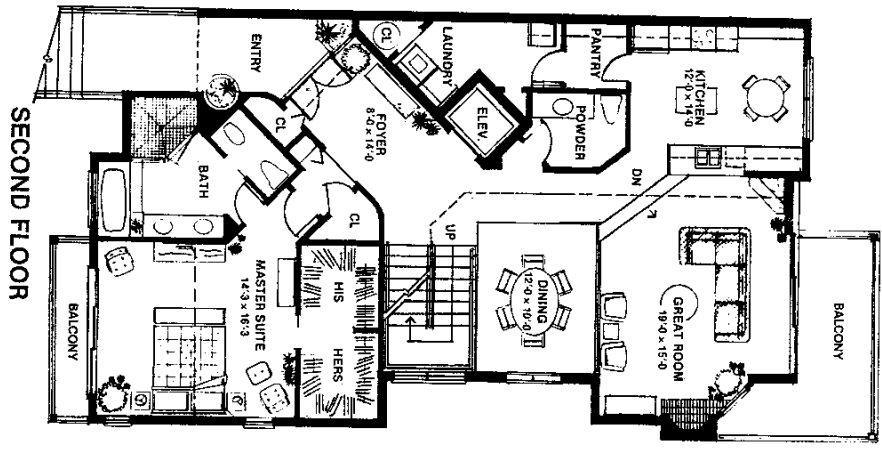 SECOND FLOOR
ENTRY
CL
LAUNDRY
PANTRY
KITCHEN
12'-0 x 14'-0
CL
FOYER
8'-0 x 14'-0
ELEV.
POWDER
BATH
CL
UP
DN
MASTER SUITE
14'-3 x 16'-3
HIS
HERS
DINING
12'-0 x 10'-0
GREAT ROOM
19'-0 x 15'-0
BALCONY
BALCONY